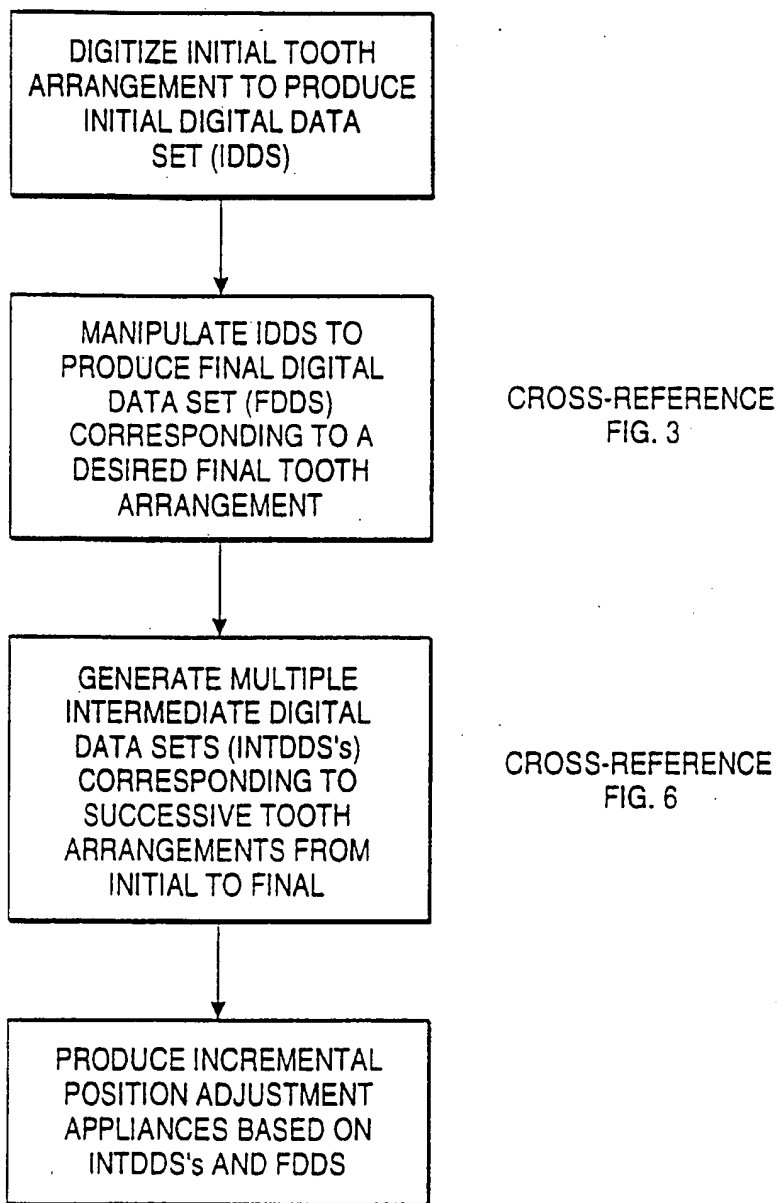 DIGITIZE INITIAL TOOTH
ARRANGEMENT TO PRODUCE
INITIAL DIGITAL DATA
SET (IDDS)
MANIPULATE IDDS TO
PRODUCE FINAL DIGITAL
DATA SET (FDDS)
CORRESPONDING TO A
DESIRED FINAL TOOTH
ARRANGEMENT
CROSS-REFERENCE
FIG. 3
GENERATE MULTIPLE
INTERMEDIATE DIGITAL
DATA SETS (INTDDS's)
CORRESPONDING TO
SUCCESSIVE TOOTH
ARRANGEMENTS FROM
INITIAL TO FINAL
CROSS-REFERENCE
FIG. 6
PRODUCE INCREMENTAL
POSITION ADJUSTMENT
APPLIANCES BASED ON
INTDDS's AND FDDS